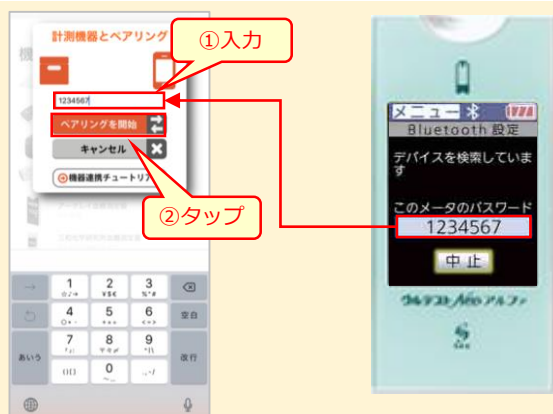 計測機器とペアリング
①入力
1234567
ペアリングを開始
キャンセル
機器連携チュートリア
②タップ
→
1
☆♪→
2
¥$€
3
%°#
空白
4
○*・
5
+×÷
6
<=>
あいう
7
「」:
8
〒々〆
9
^|\
改行
()[]
0
〜…
.,-/
メニュー
Bluetooth 設定
デバイスを検索していま
す
このメータのパスワード
1234567
中止